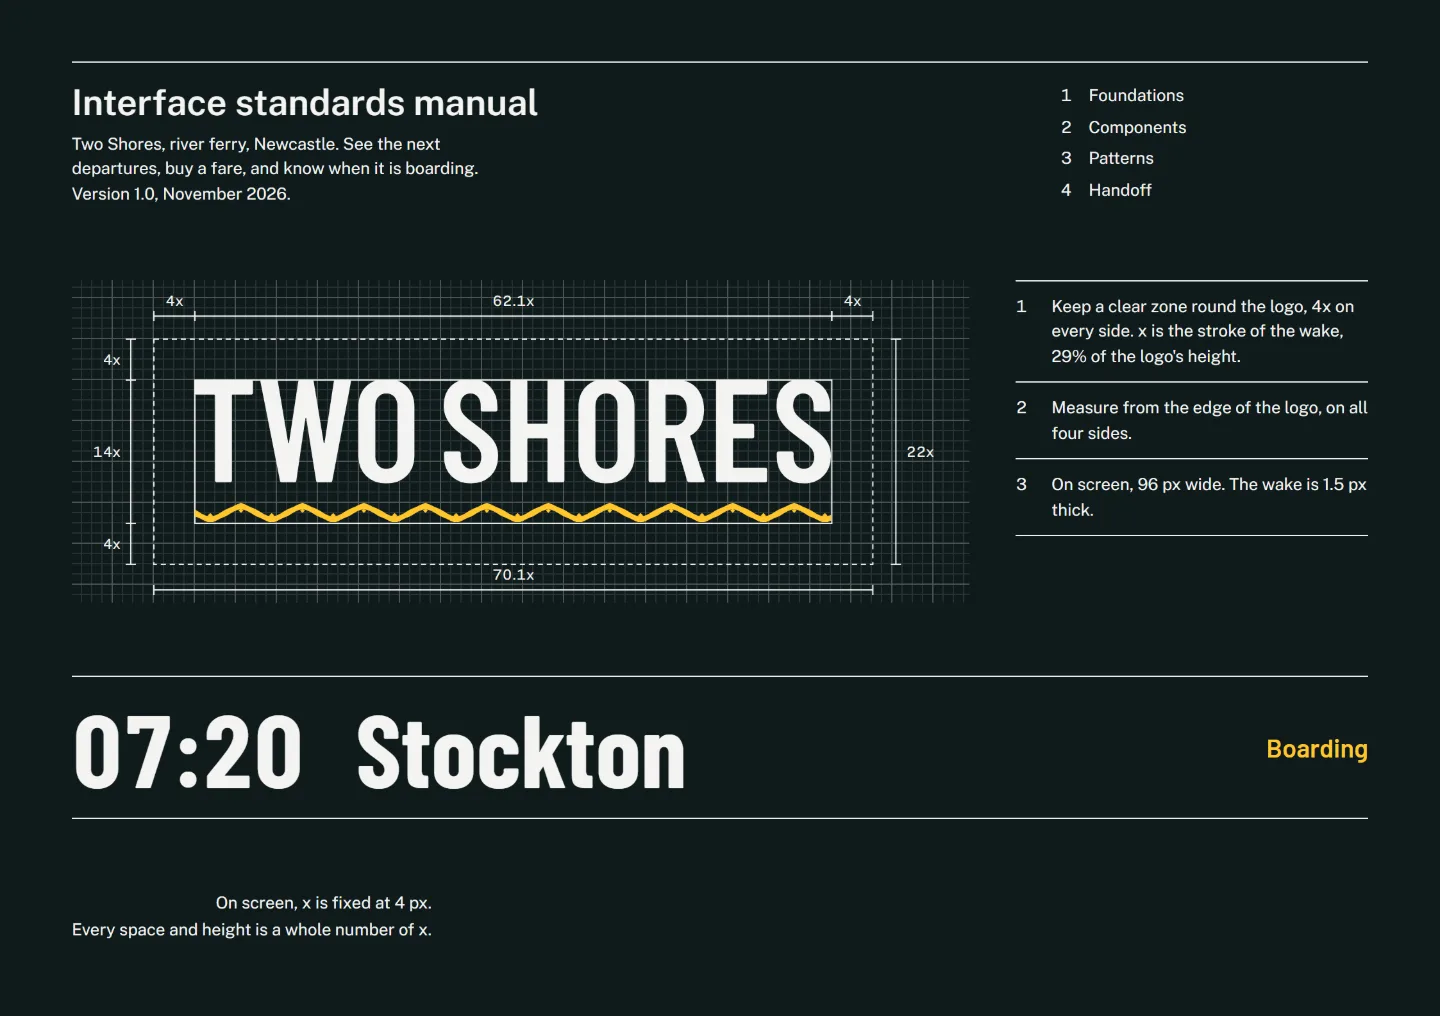 Interface standards manual
Two Shores, river ferry, Newcastle. See the next
departures, buy a fare, and know when it is boarding.
Version 1.0, November 2026.
1 Foundations
2 Components
3 Patterns
4 Handoff
4x 62.1x 4x
4x
TWO SHORES
14x
22x
4x
70.1x
1 Keep a clear zone round the logo, 4x on
every side. x is the stroke of the wake,
29% of the logo's height.
2 Measure from the edge of the logo, on all
four sides.
3 On screen, 96 px wide. The wake is 1.5 px
thick.
07:20 Stockton Boarding
On screen, x is fixed at 4 px.
Every space and height is a whole number of x.